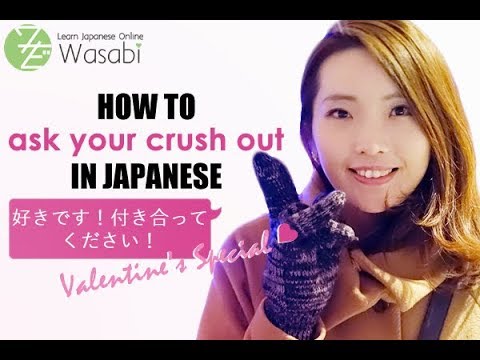 Learn Japanese Online
Wasabi
HOW TO
ask your crush out
IN JAPANESE
好きです！付き合って
ください！
Valentine's Special